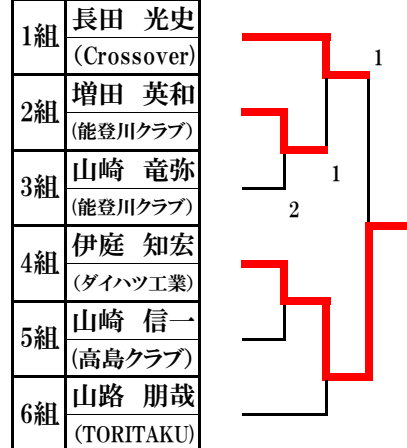 1組 長田 光史
(Crossover)
2組 増田 英和
(能登川クラブ)
3組 山崎 竜弥
(能登川クラブ)
4組 伊庭 知宏
(ダイハツ工業)
5組 山崎 信一
(高島クラブ)
6組 山路 朋哉
(TORITAKU)
1
1
2